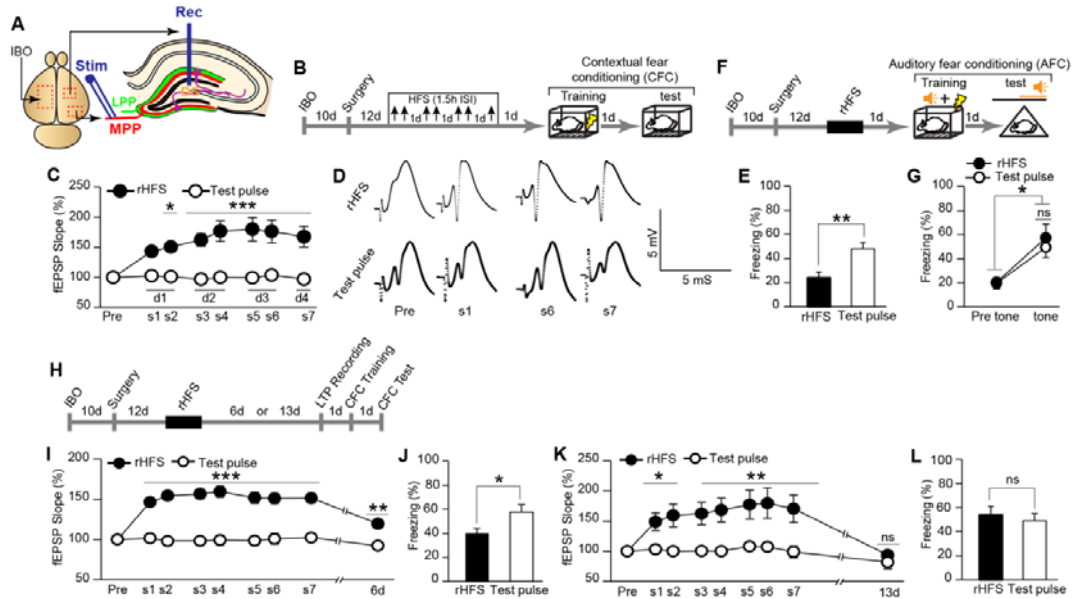 A
Rec
IBO
Stim
LPP
MPP
DG
B
IBO
10d
Surgery
12d
HFS (1.5h ISI)
1d
1d
1d
1d
Contextual fear
conditioning (CFC)
Training
test
1d
F
IBO
10d
Surgery
12d
rHFS
1d
Auditory fear conditioning (AFC)
Training
test
+
1d
C
rHFS
Test pulse
fEPSP Slope (%)
250
200
150
100
50
*
***
d1
d2
d3
d4
Pre
s1
s2
s3
s4
s5
s6
s7
D
rHFS
Test pulse
Pre
s1
s6
s7
5 mV
5 mS
E
Freezing (%)
100
80
60
40
20
0
**
rHFS
Test pulse
G
rHFS
Test pulse
Freezing (%)
100
80
60
40
20
0
*
ns
Pre tone
tone
H
IBO
10d
Surgery
12d
rHFS
6d or 13d
LTP Recording
1d
CFC Training
1d
CFC Test
I
rHFS
Test pulse
fEPSP Slope (%)
200
150
100
50
***
**
Pre
s1
s2
s3
s4
s5
s6
s7
6d
J
Freezing (%)
100
80
60
40
20
0
*
rHFS
Test pulse
K
rHFS
Test pulse
fEPSP Slope (%)
250
200
150
100
50
*
**
ns
Pre
s1
s2
s3
s4
s5
s6
s7
13d
L
Freezing (%)
100
80
60
40
20
0
ns
rHFS
Test pulse